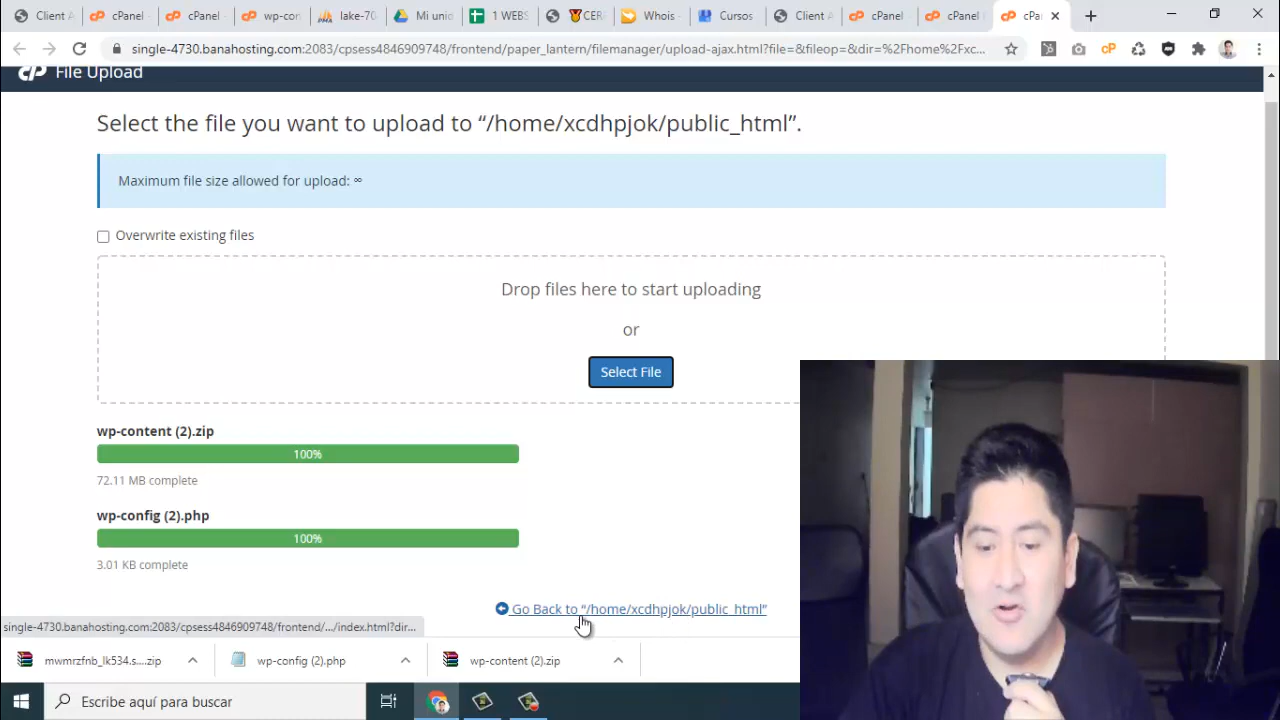 Client A
cPanel -
cPanel -
wp-con
lake-70
Mi unio
1 WEBS
CER
Whois -
Cursos
Client A
cPanel
cPanel
cPa
single-4730.banahosting.com:2083/cpsess4846909748/frontend/paper_lantern/filemanager/upload-ajax.html?file=&fileop=&dir=%2Fhome%2Fxc...
cP File Upload
Select the file you want to upload to “/home/xcdhpjok/public_html”.
Maximum file size allowed for upload: ∞
Overwrite existing files
Drop files here to start uploading
or
Select File
wp-content (2).zip
100%
72.11 MB complete
wp-config (2).php
100%
3.01 KB complete
Go Back to “/home/xcdhpjok/public_html”
single-4730.banahosting.com:2083/cpsess4846909748/frontend/.../index.html?dir...
mwmrzfnb_lk534.s....zip
wp-config (2).php
wp-content (2).zip
Escribe aquí para buscar